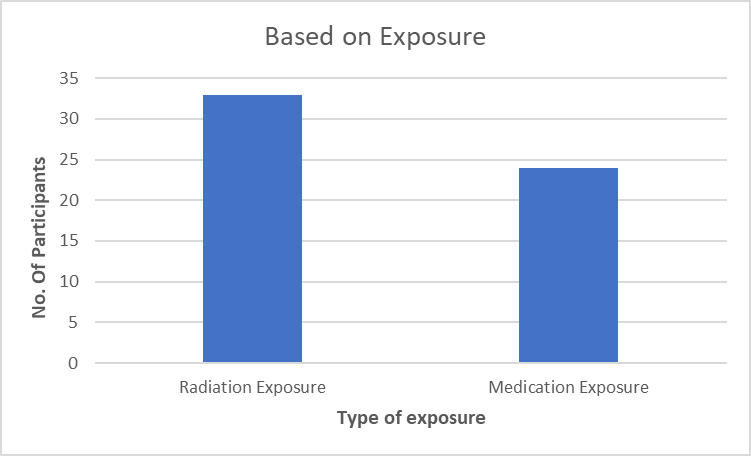 Based on Exposure
35
30
25
20
15
10
5
0
No. Of Participants
Radiation Exposure
Medication Exposure
Type of exposure